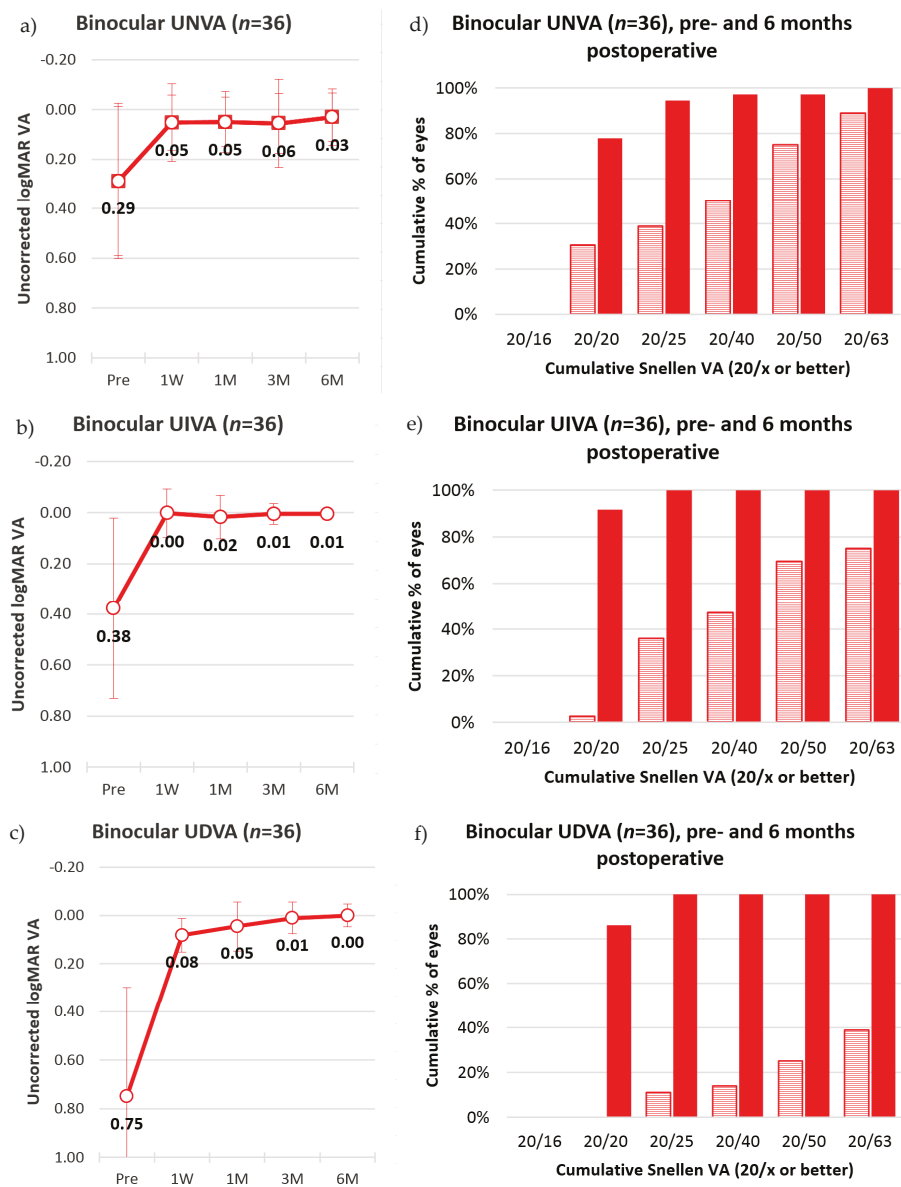 a)
Binocular UNVA (n=36)
Uncorrected logMAR VA
-0.20
0.00
0.20
0.40
0.60
0.80
1.00
0.29
0.05
0.05
0.06
0.03
Pre
1W
1M
3M
6M
d)
Binocular UNVA (n=36), pre- and 6 months
postoperative
Cumulative % of eyes
100%
80%
60%
40%
20%
0%
20/16
20/20
20/25
20/40
20/50
20/63
Cumulative Snellen VA (20/x or better)
b)
Binocular UIVA (n=36)
Uncorrected logMAR VA
-0.20
0.00
0.20
0.40
0.60
0.80
1.00
0.38
0.00
0.02
0.01
0.01
Pre
1W
1M
3M
6M
e)
Binocular UIVA (n=36), pre- and 6 months
postoperative
Cumulative % of eyes
100%
80%
60%
40%
20%
0%
20/16
20/20
20/25
20/40
20/50
20/63
Cumulative Snellen VA (20/x or better)
c)
Binocular UDVA (n=36)
Uncorrected logMAR VA
-0.20
0.00
0.20
0.40
0.60
0.80
1.00
0.75
0.08
0.05
0.01
0.00
Pre
1W
1M
3M
6M
f)
Binocular UDVA (n=36), pre- and 6 months
postoperative
Cumulative % of eyes
100%
80%
60%
40%
20%
0%
20/16
20/20
20/25
20/40
20/50
20/63
Cumulative Snellen VA (20/x or better)